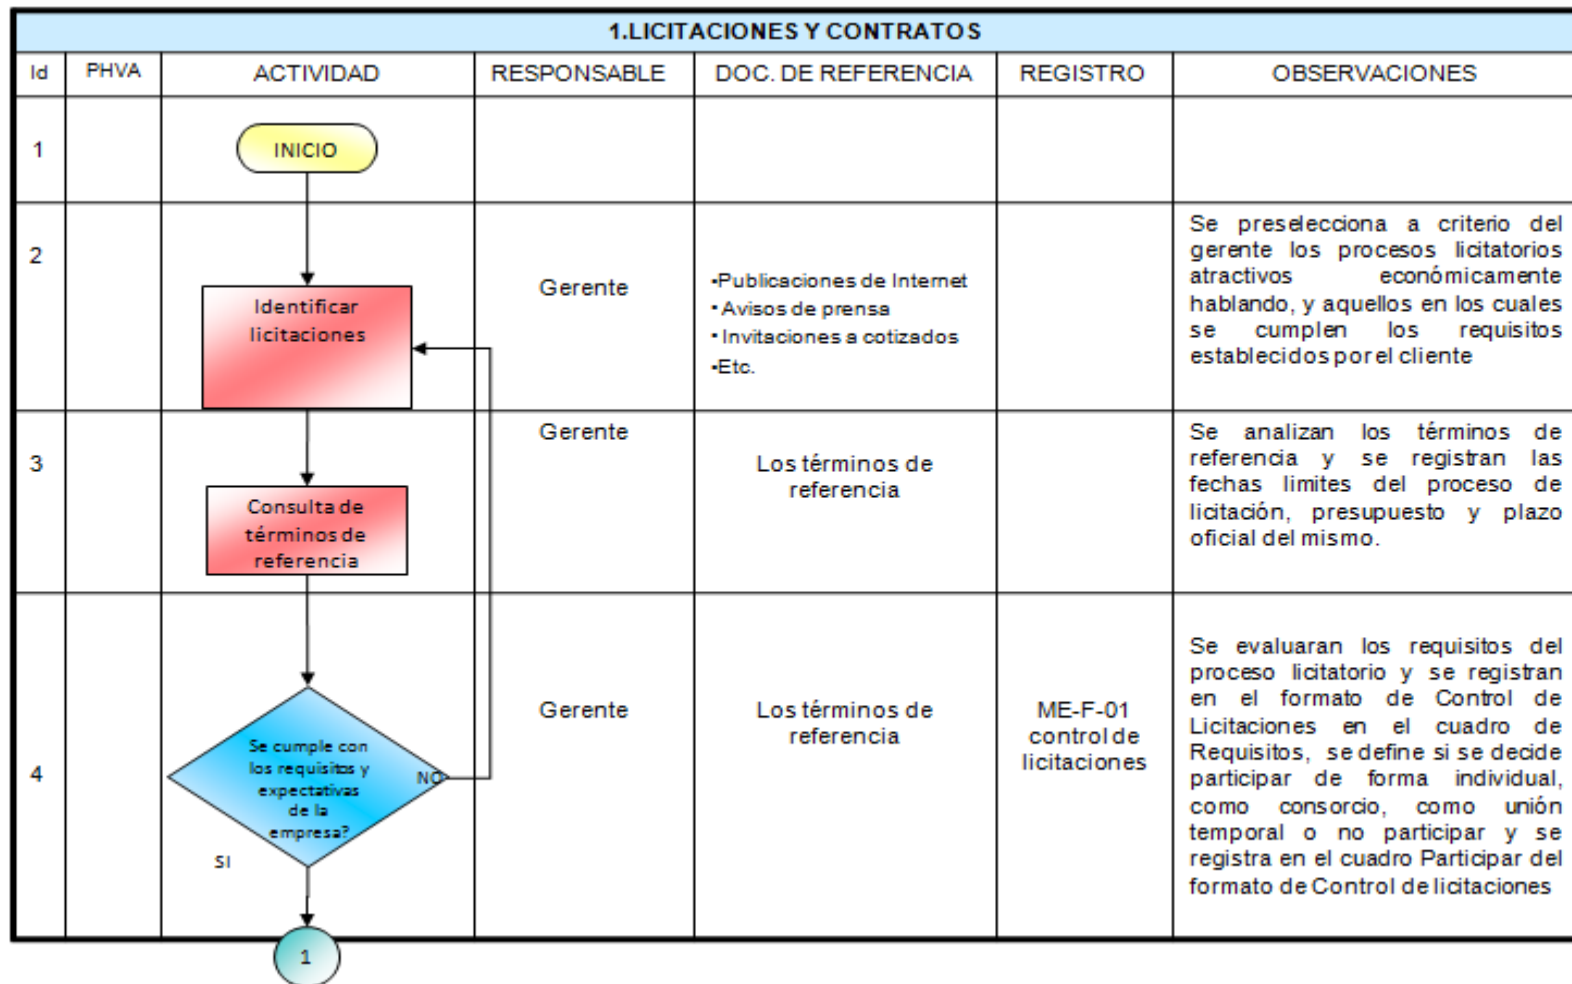 1.LICITACIONES Y CONTRATOS
Id PHVA ACTIVIDAD RESPONSABLE DOC. DE REFERENCIA REGISTRO OBSERVACIONES
1
INICIO
2
Identificar
licitaciones
Gerente
•Publicaciones de Internet
• Avisos de prensa
• Invitaciones a cotizados
•Etc.
Se preselecciona a criterio del
gerente los procesos licitatorios
atractivos económicamente
hablando, y aquellos en los cuales
se cumplen los requisitos
establecidos por el cliente
3
Consulta de
términos de
referencia
Gerente
Los términos de
referencia
Se analizan los términos de
referencia y se registran las
fechas limites del proceso de
licitación, presupuesto y plazo
oficial del mismo.
4
Se cumple con
los requisitos y
expectativas
de la
empresa?
NO
SI
Gerente
Los términos de
referencia
ME-F-01
control de
licitaciones
Se evaluaran los requisitos del
proceso licitatorio y se registran
en el formato de Control de
Licitaciones en el cuadro de
Requisitos, se define si se decide
participar de forma individual,
como consorcio, como unión
temporal o no participar y se
registra en el cuadro Participar del
formato de Control de licitaciones
1